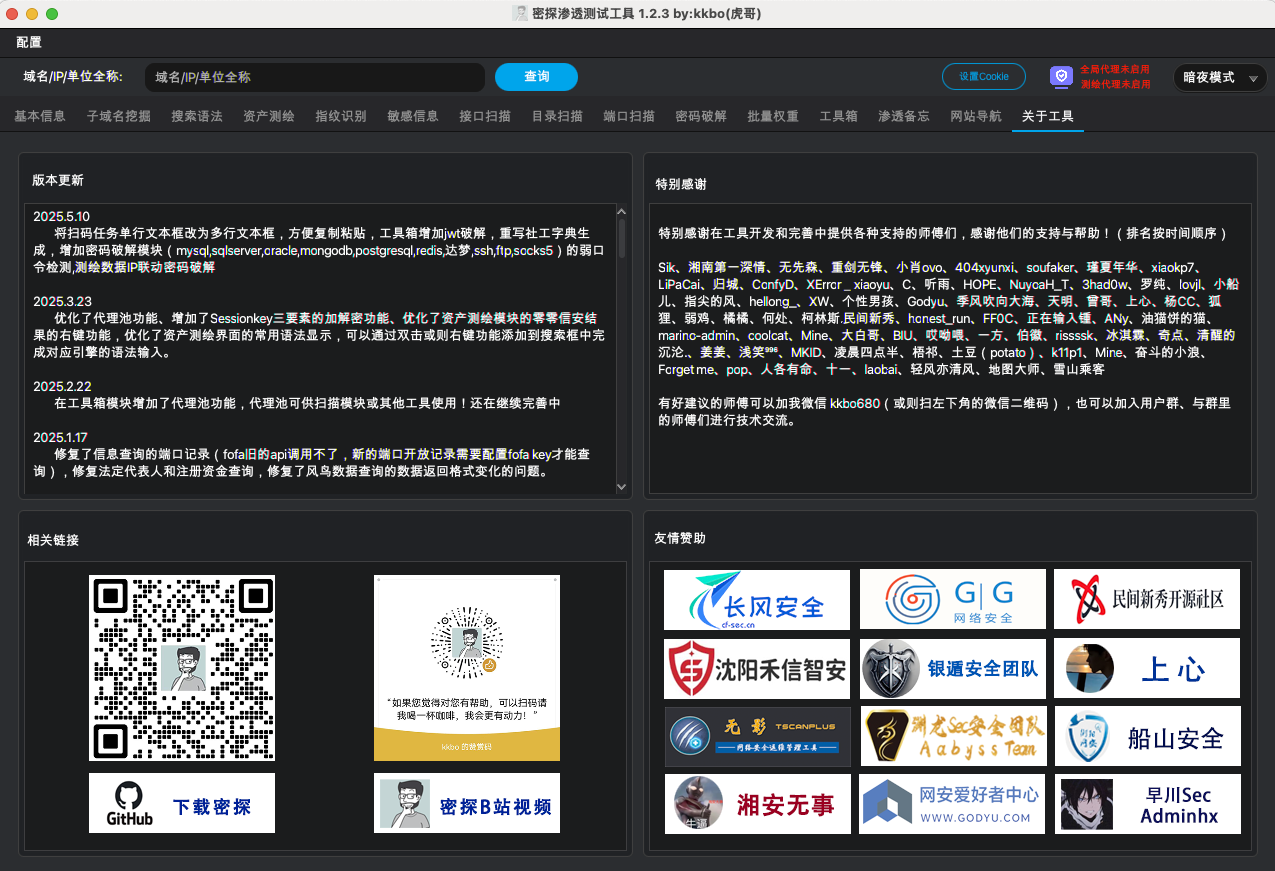 密探渗透测试工具 1.2.3 by:kkbo(虎哥)
配置
域名/IP/单位全称:
域名/IP/单位全称
查询
设置Cookie
全局代理未启用
测绘代理未启用
暗夜模式
基本信息 子域名挖掘 搜索语法 资产测绘 指纹识别 敏感信息 接口扫描 目录扫描 端口扫描 密码破解 批量权重 工具箱 渗透备忘 网站导航 关于工具
版本更新
2025.5.10
将扫码任务单行文本框改为多行文本框，方便复制粘贴，工具箱增加jwt破解，重写社工字典生
成，增加密码破解模块（mysql,sqlserver,oracle,mongodb,postgresql,redis,达梦,ssh,ftp,socks5）的弱口
令检测,测绘数据IP联动密码破解
2025.3.23
优化了代理池功能、增加了Sessionkey三要素的加解密功能、优化了资产测绘模块的零零信安结
果的右键功能，优化了资产测绘界面的常用语法显示，可以通过双击或则右键功能添加到搜索框中完
成对应引擎的语法输入。
2025.2.22
在工具箱模块增加了代理池功能，代理池可供扫描模块或其他工具使用！还在继续完善中
2025.1.17
修复了信息查询的端口记录（fofa旧的api调用不了，新的端口开放记录需要配置fofa key才能查
询），修复法定代表人和注册资金查询，修复了风鸟数据查询的数据返回格式变化的问题。
特别感谢
特别感谢在工具开发和完善中提供各种支持的师傅们，感谢他们的支持与帮助！（排名按时间顺序）
Sik、湘南第一深情、无先森、重剑无锋、小肖ovo、404xyunxi、soufaker、瑾夏年华、xiaokp7、
LiPaCai、归城、ConfyD、XError _ xiaoyu、C、听雨、HOPE、NuyoaH_T、3had0w、罗纯、lovjl、小船
儿、指尖的风、hellong_、XW、个性男孩、Godyu、季风吹向大海、天明、曾哥、上心、杨CC、狐
狸、弱鸡、橘橘、何处、柯林斯.民间新秀、honest_run、FF0C、正在输入锺、ANy、油猫饼的猫、
marino-admin、coolcat、Mine、大白哥、BIU、哎呦喂、一方、伯徽、rissssk、冰淇霖、奇点、清醒的
沉沦.、姜姜、浅笑⁹⁹⁶、MKID、凌晨四点半、梧祁、土豆（potato）、k11p1、Mine、奋斗的小浪、
Forget me、pop、人各有命、十一、laobai、轻风亦清风、地图大师、雪山乘客
有好建议的师傅可以加我微信 kkbo680（或则扫左下角的微信二维码），也可以加入用户群、与群里
的师傅们进行技术交流。
相关链接
“如果您觉得对您有帮助，可以扫码请
我喝一杯咖啡，我会更有动力！”
kkbo 的赞赏码
GitHub
下载密探
密探B站视频
友情赞助
长风安全
cf-sec.cn
G|G
网络安全
民间新秀开源社区
沈阳禾信智安
银遁安全团队
上心
无影 TSCANPLUS
网络安全运维管理工具
渊龙Sec安全团队
Aabyss Team
船山安全
牛逼
湘安无事
网安爱好者中心
WWW.GODYU.COM
早川Sec
Adminhx